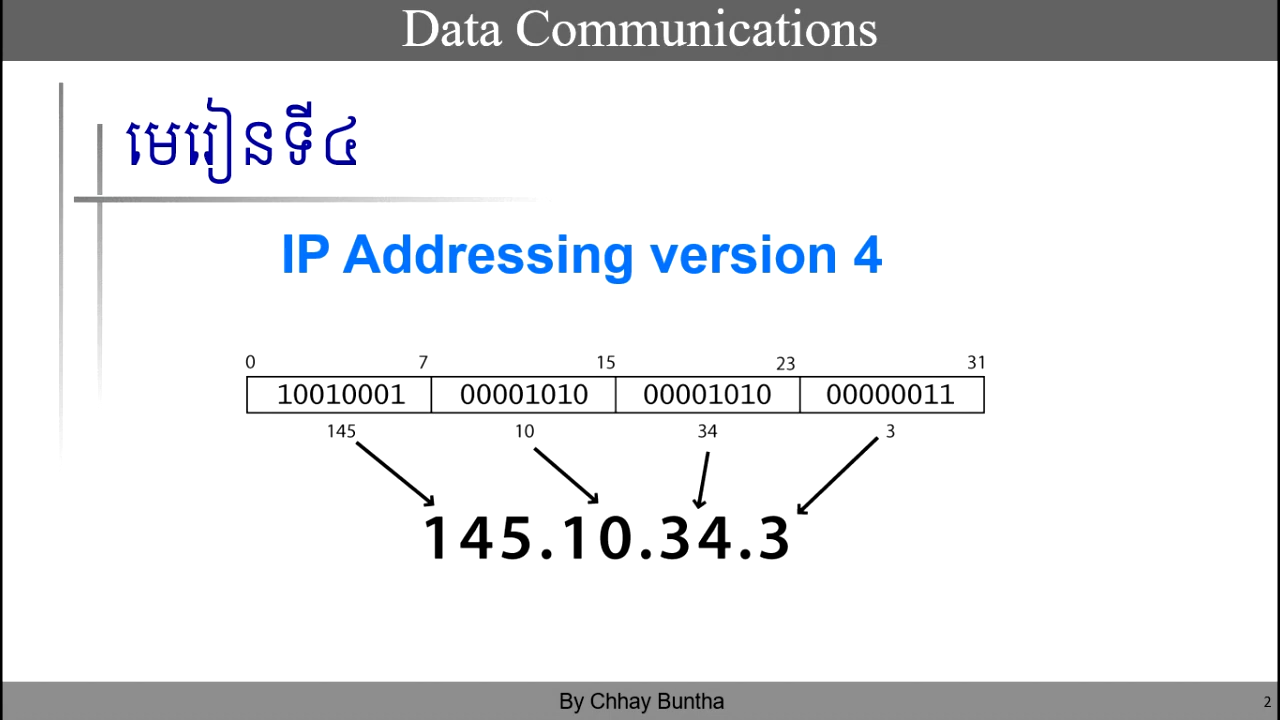 Data Communications
មេរៀនទី៤
IP Addressing version 4
0 7 15 23 31
10010001 00001010 00001010 00000011
145 10 34 3
145.10.34.3
By Chhay Buntha
2